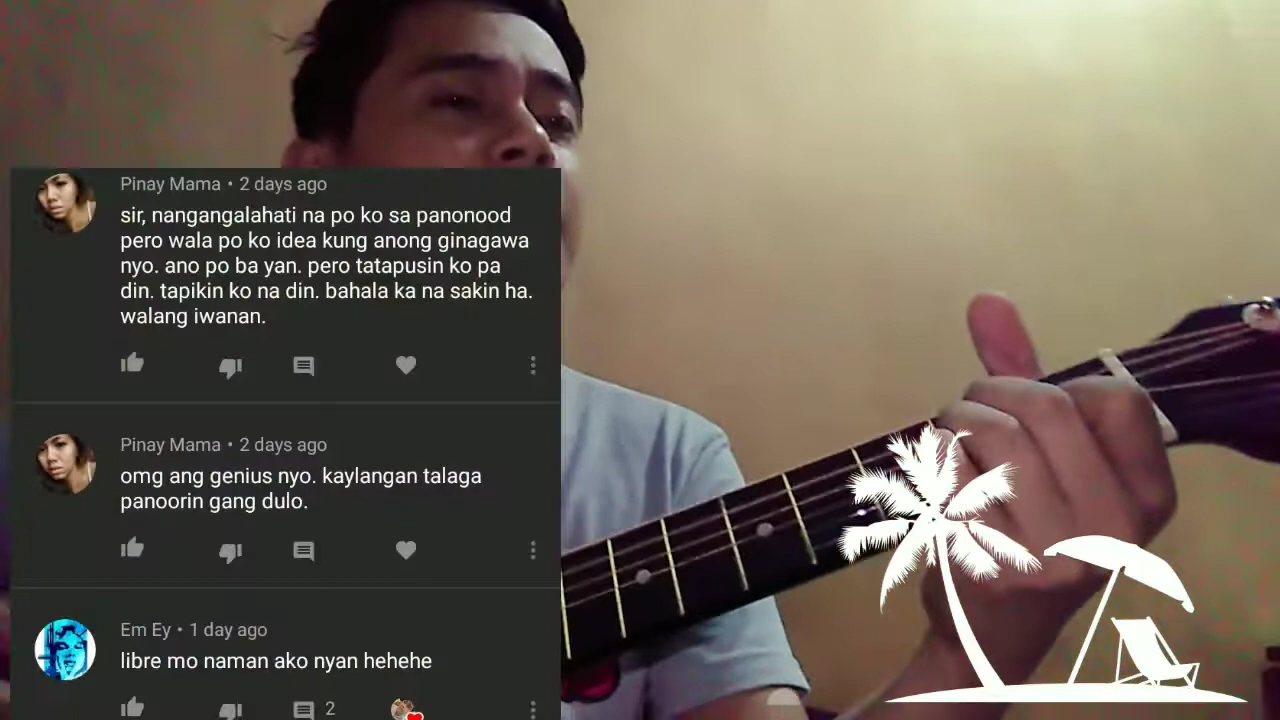 Pinay Mama • 2 days ago
sir, nangangalahati na po ko sa panonood
pero wala po ko idea kung anong ginagawa
nyo. ano po ba yan. pero tatapusin ko pa
din. tapikin ko na din. bahala ka na sakin ha.
walang iwanan.
Pinay Mama • 2 days ago
omg ang genius nyo. kaylangan talaga
panoorin gang dulo.
Em Ey • 1 day ago
libre mo naman ako nyan hehehe
2